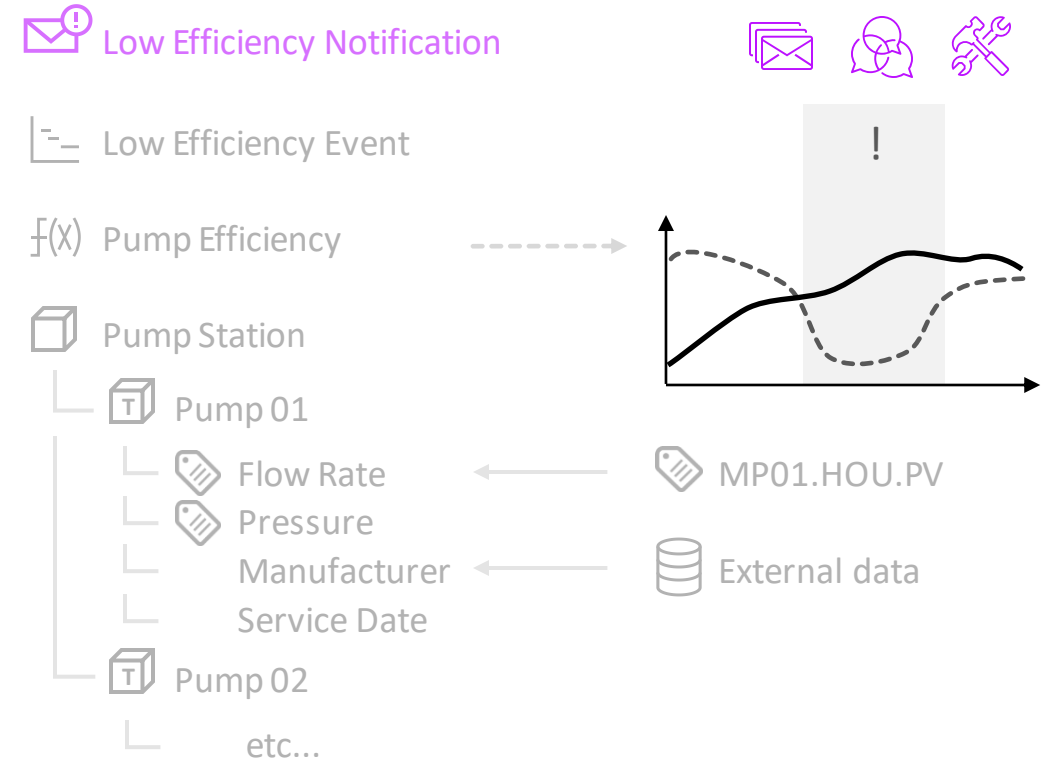 Low Efficiency Notification
Low Efficiency Event
!
f(x) Pump Efficiency
Pump Station
T Pump 01
Flow Rate MP01.HOU.PV
Pressure
Manufacturer External data
Service Date
T Pump 02
etc...